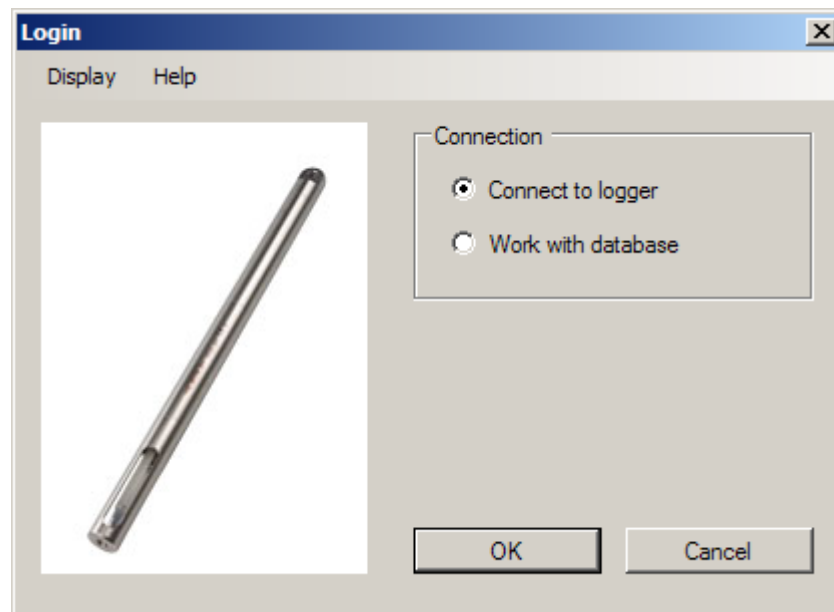 Login
Display Help
Connection
Connect to logger
Work with database
OK Cancel